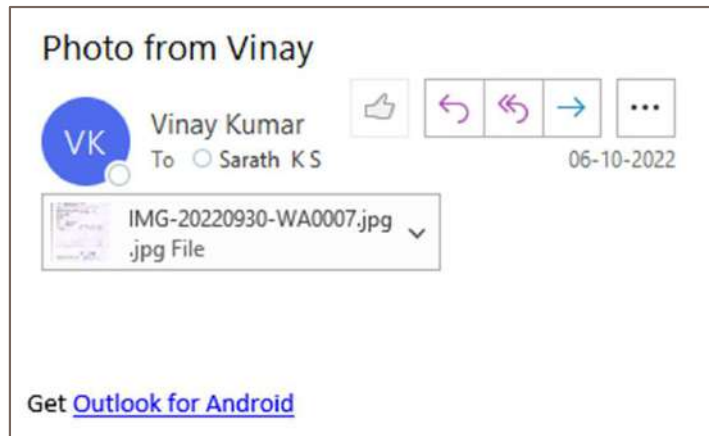 Photo from Vinay
VK
Vinay Kumar
To Sarath K S
06-10-2022
IMG-20220930-WA0007.jpg
.jpg File
Get Outlook for Android